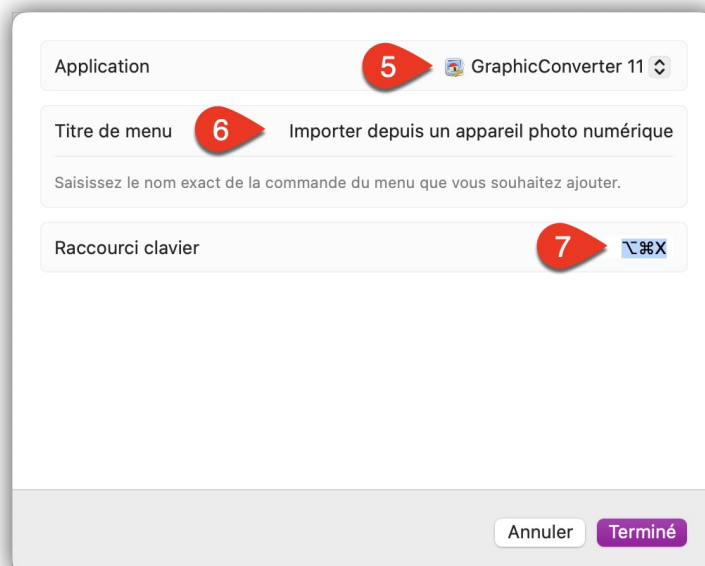 Application 5 GraphicConverter 11
Titre de menu 6 Importer depuis un appareil photo numérique
Saisissez le nom exact de la commande du menu que vous souhaitez ajouter.
Raccourci clavier 7 ⌥⌘X
Annuler Terminé